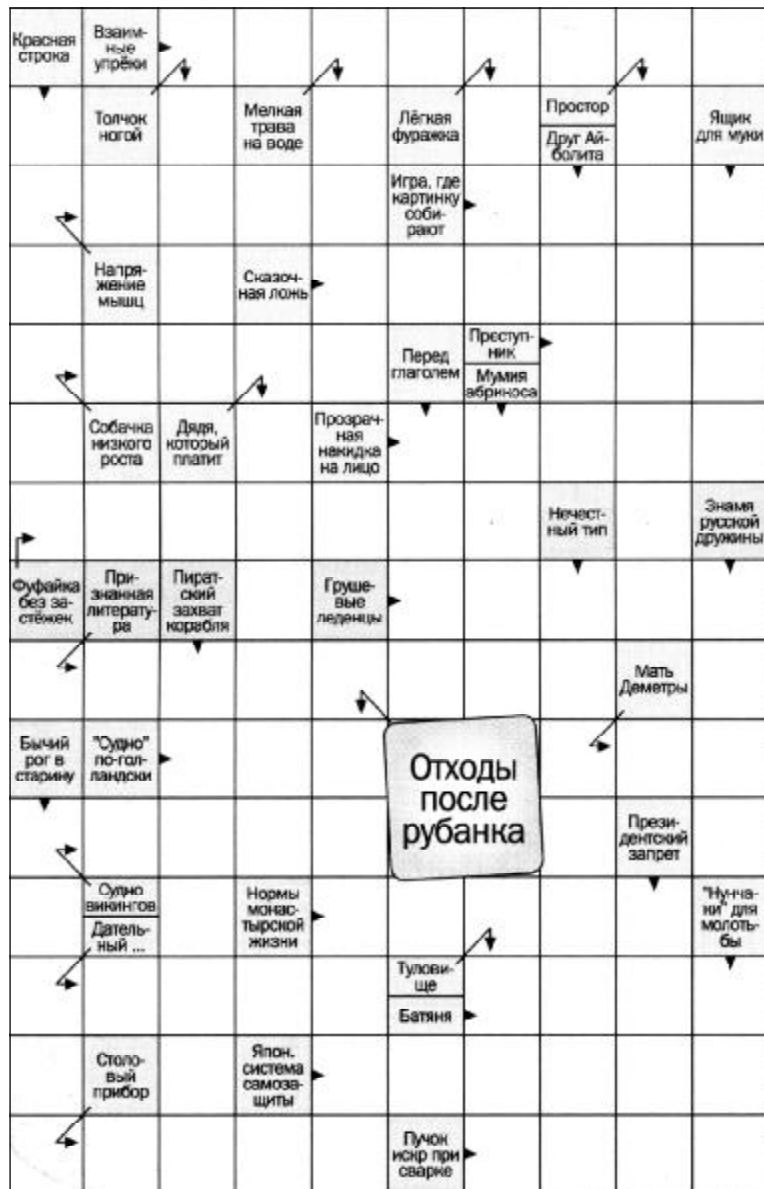 Красная
строка
Взаим-
ные
упрёки
Толчок
ногой
Мелкая
трава
на воде
Лёгкая
фуражка
Простор
Друг Ай-
болита
Ящик
для муки
Игра, где
картинку
соби-
рают
Напря-
жение
мышц
Сказоч-
ная ложь
Перед
глаголем
Преступ-
ник
Мумия
абрикоса
Собачка
низкого
роста
Дядя,
который
платит
Прозрач-
ная
накидка
на лицо
Нечест-
ный тип
Знамя
русской
дружины
Фуфайка
без за-
стёжек
При-
знанная
литерату-
ра
Пират-
ский
захват
корабля
Груше-
вые
леденцы
Мать
Деметры
Бычий
рог в
старину
"Судно"
по-гол-
ландски
Отходы
после
рубанка
Прези-
дентский
запрет
Судно
викингов
Датель-
ный ...
Нормы
монас-
тырской
жизни
"Нунча-
ки" для
молоть-
бы
Тулови-
ще
Батяня
Столо-
вый
прибор
Япон.
система
самоза-
щиты
Пучок
искр при
сварке